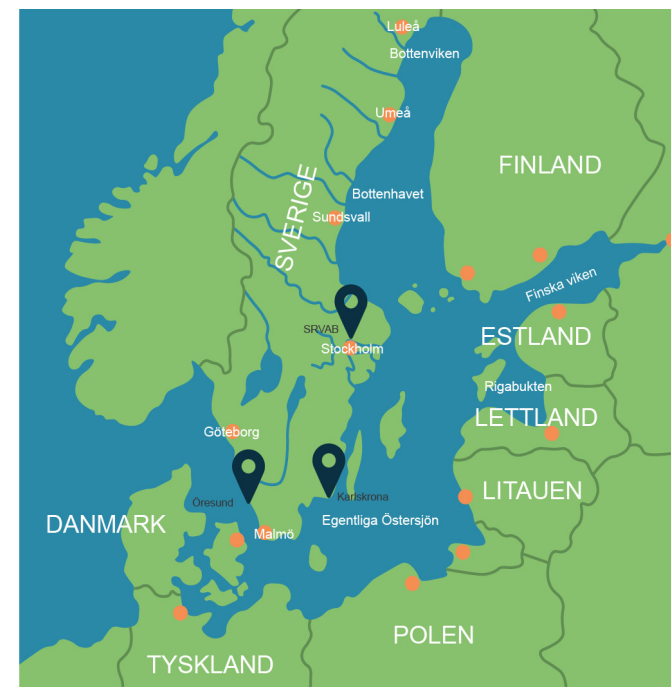 Luleå
Bottenviken
Umeå
FINLAND
Bottenhavet
SVERIGE
Sundsvall
Finska viken
SRVAB
ESTLAND
Stockholm
Rigabukten
LETTLAND
Göteborg
LITAUEN
Karlskrona
Öresund
Egentliga Östersjön
DANMARK
Malmö
POLEN
TYSKLAND